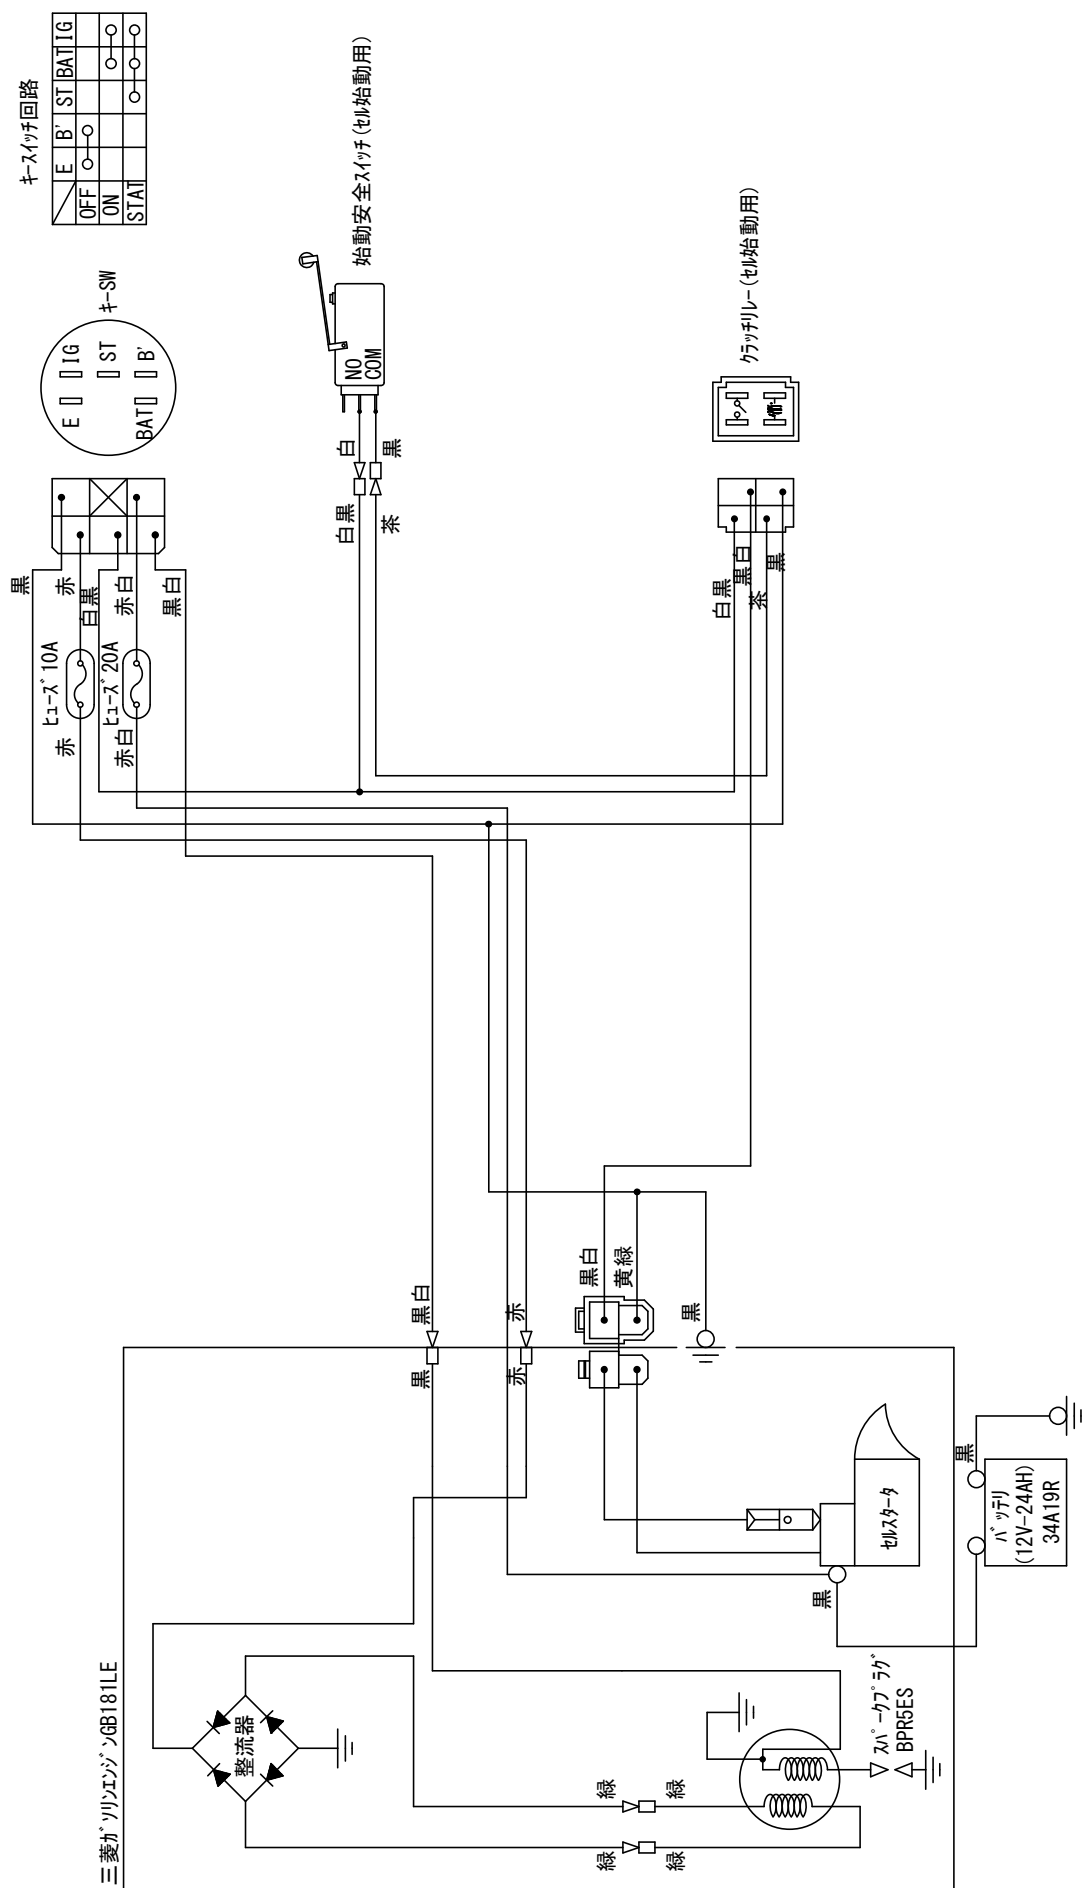 キースイッチ回路
E B' ST BAT IG
OFF
ON
STAT
キーSW
E
IG
ST
BAT
B'
始動安全スイッチ(セル始動用)
NO
COM
白
黒
白黒
茶
クラッチリレー(セル始動用)
白黒
黒白
茶
黒
黒
赤
白黒
赤白
黒白
ヒューズ10A
ヒューズ20A
赤
赤白
黒白
赤
黒白
黄緑
黒
黒
赤
三菱ガソリンエンジンGB181LE
整流器
セルスタータ
黒
黒
バッテリ
(12V-24AH)
34A19R
スパークプラグ
BPR5ES
緑
緑
緑
緑